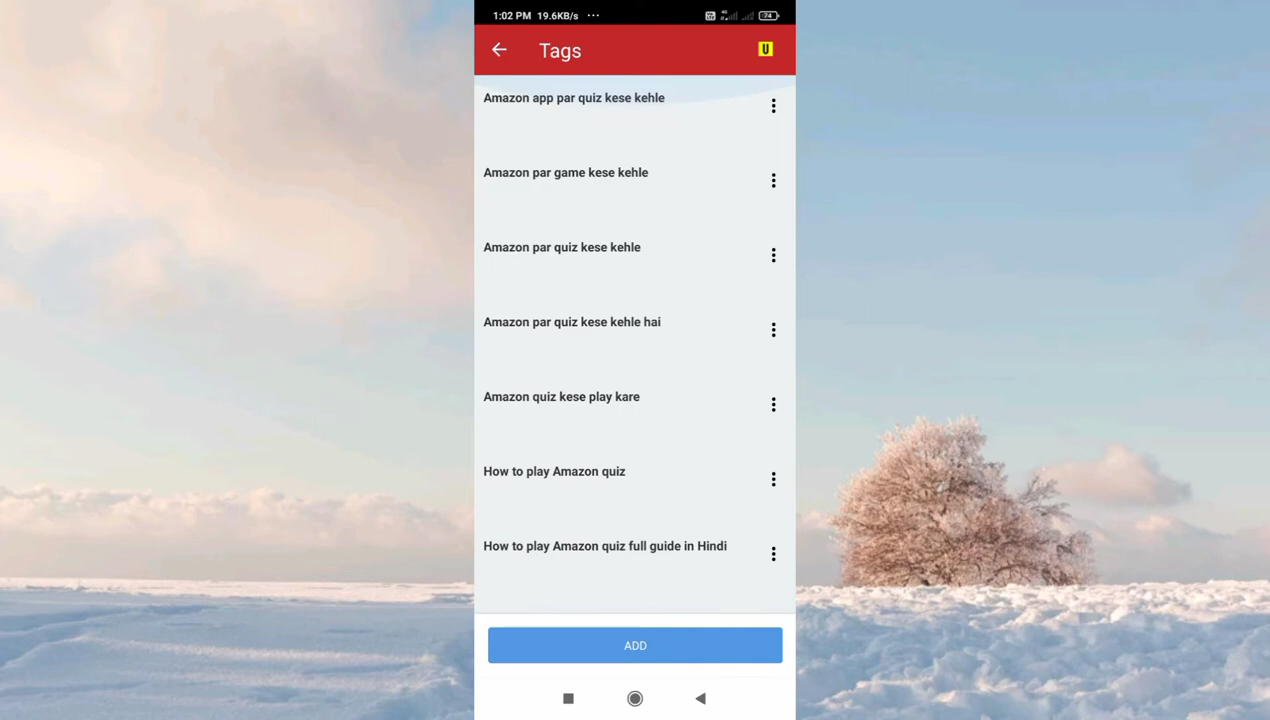 1:02 PM 19.6KB/s ··· 4G 74
Tags
U
Amazon app par quiz kese kehle
Amazon par game kese kehle
Amazon par quiz kese kehle
Amazon par quiz kese kehle hai
Amazon quiz kese play kare
How to play Amazon quiz
How to play Amazon quiz full guide in Hindi
ADD